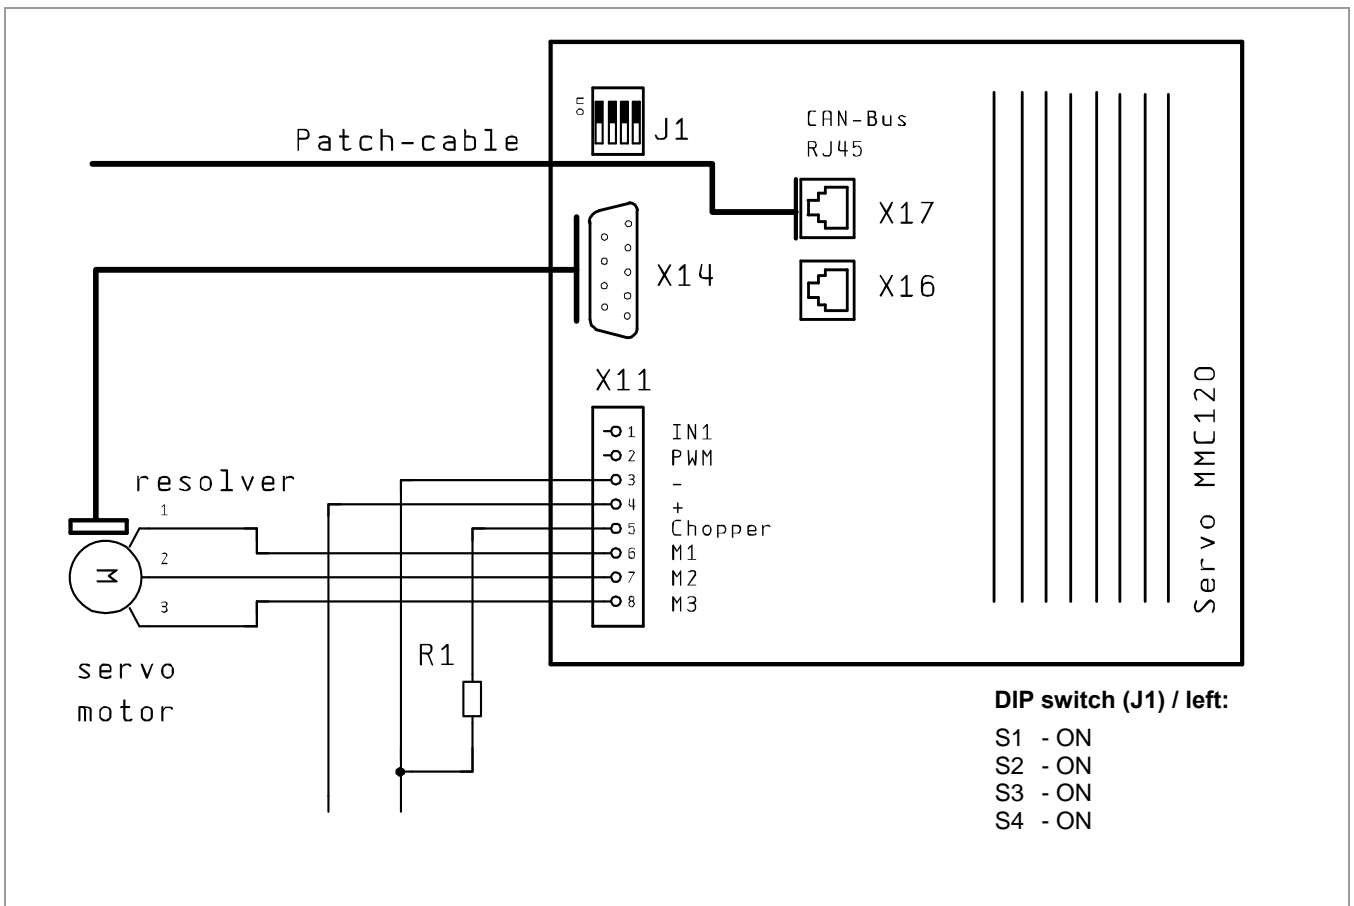 on
J1
Patch-cable
CAN-Bus
RJ45
X17
X14
X16
X11
1 IN1
2 PWM
3 -
4 +
5 Chopper
6 M1
7 M2
8 M3
resolver
1
2
3
M
servo
motor
R1
Servo MMC120
DIP switch (J1) / left:
S1 - ON
S2 - ON
S3 - ON
S4 - ON